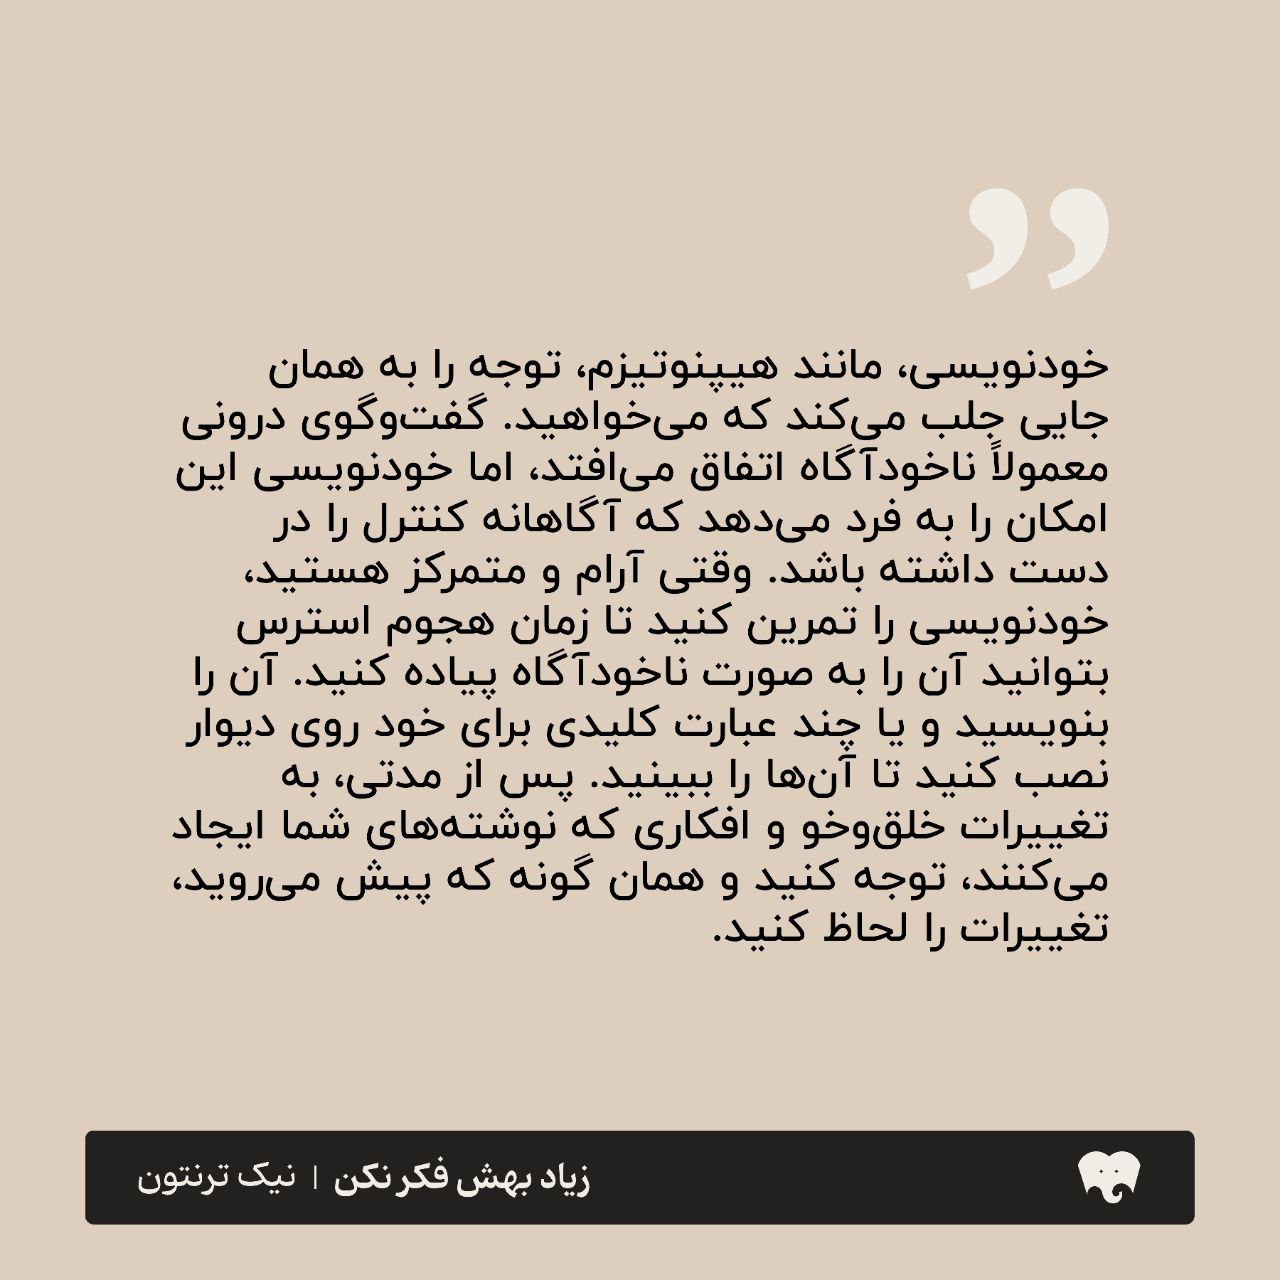 ”
خودنویسی، مانند هیپنوتیزم، توجه را به همان
جایی جلب می‌کند که می‌خواهید. گفت‌وگوی درونی
معمولاً ناخودآگاه اتفاق می‌افتد، اما خودنویسی این
امکان را به فرد می‌دهد که آگاهانه کنترل را در
دست داشته باشد. وقتی آرام و متمرکز هستید،
خودنویسی را تمرین کنید تا زمان هجوم استرس
بتوانید آن را به صورت ناخودآگاه پیاده کنید. آن را
بنویسید و یا چند عبارت کلیدی برای خود روی دیوار
نصب کنید تا آن‌ها را ببینید. پس از مدتی، به
تغییرات خلق‌وخو و افکاری که نوشته‌های شما ایجاد
می‌کنند، توجه کنید و همان گونه که پیش می‌روید،
تغییرات را لحاظ کنید.
زیاد بهش فکر نکن | نیک ترنتون